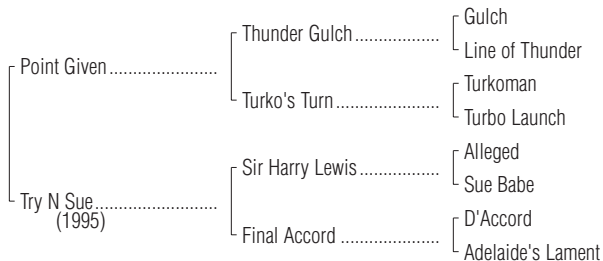 Gulch
Thunder Gulch..................
Line of Thunder
Point Given.......................
Turkoman
Turko's Turn......................
Turbo Launch
Alleged
Sir Harry Lewis.................
Sue Babe
Try N Sue..........................
(1995)
D'Accord
Final Accord .....................
Adelaide's Lament